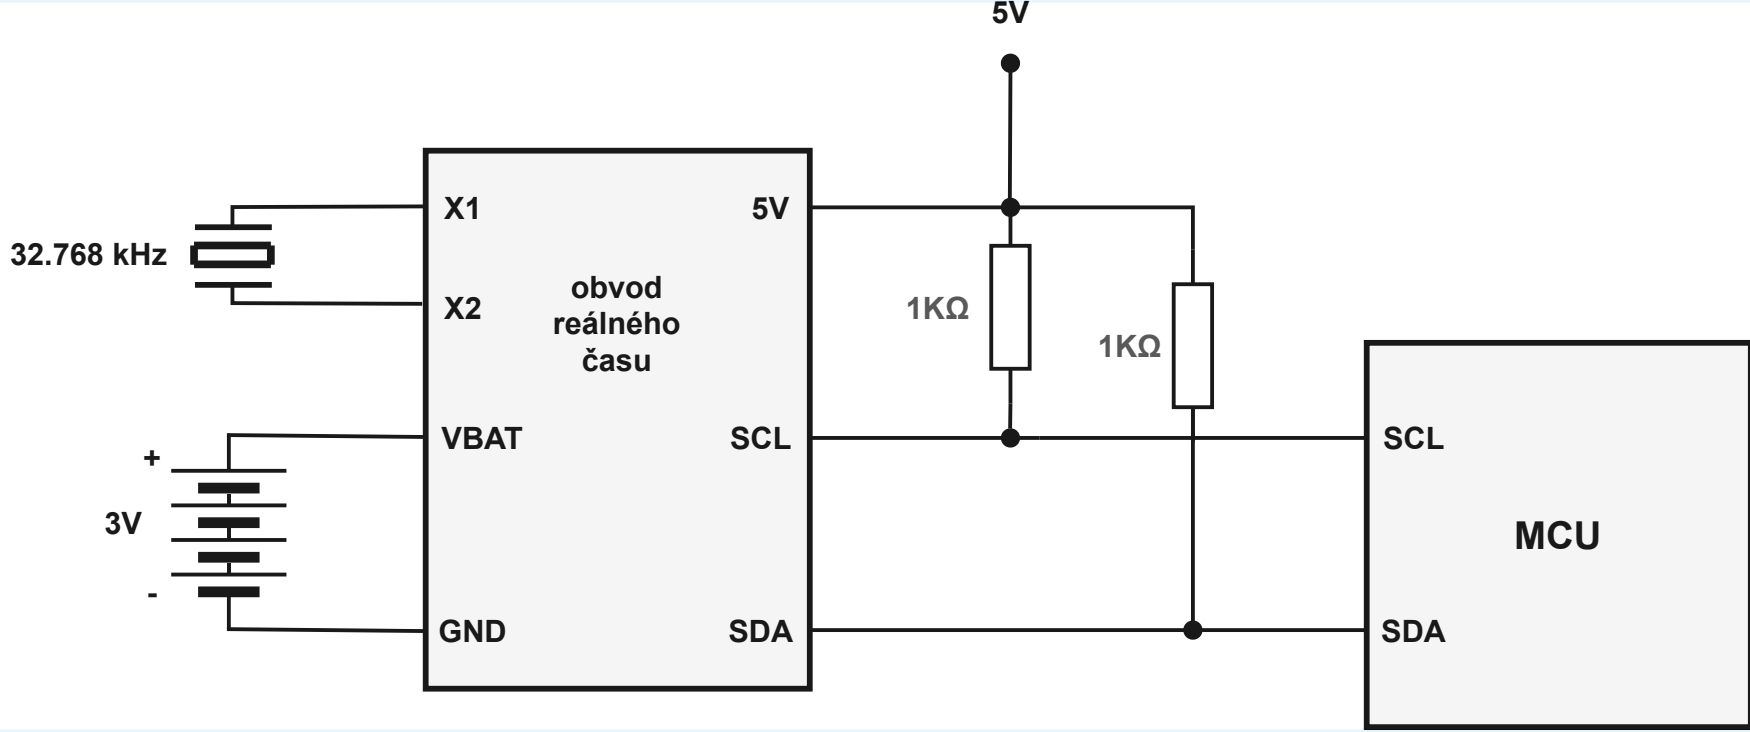 5V
X1
5V
32.768 kHz
X2
obvod
reálného
času
1KΩ
1KΩ
VBAT
SCL
SCL
+
3V
MCU
-
GND
SDA
SDA